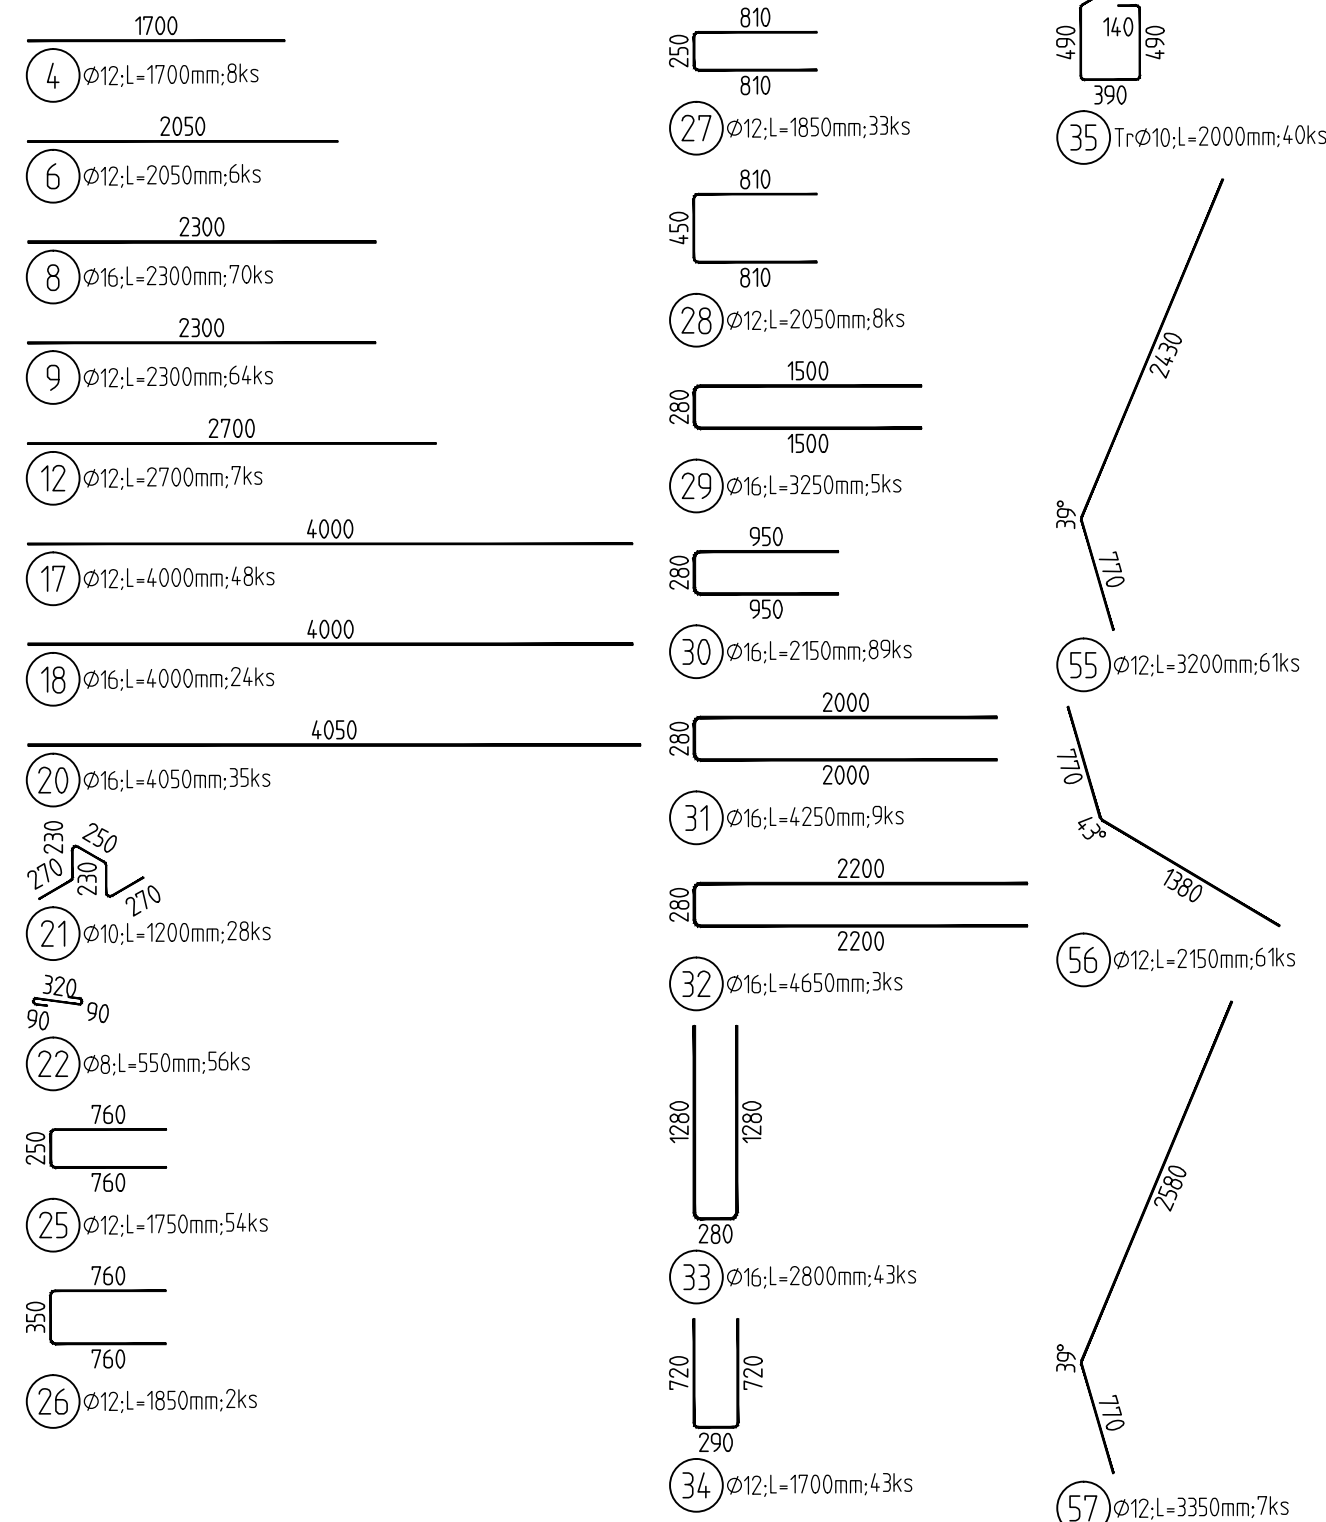 1700
4 Ø12;L=1700mm;8ks
2050
6 Ø12;L=2050mm;6ks
2300
8 Ø16;L=2300mm;70ks
2300
9 Ø12;L=2300mm;64ks
2700
12 Ø12;L=2700mm;7ks
4000
17 Ø12;L=4000mm;48ks
4000
18 Ø16;L=4000mm;24ks
4050
20 Ø16;L=4050mm;35ks
230
250
270
230
270
21 Ø10;L=1200mm;28ks
320
90
90
22 Ø8;L=550mm;56ks
760
250
760
25 Ø12;L=1750mm;54ks
760
350
760
26 Ø12;L=1850mm;2ks
810
250
810
27 Ø12;L=1850mm;33ks
810
450
810
28 Ø12;L=2050mm;8ks
1500
280
1500
29 Ø16;L=3250mm;5ks
950
280
950
30 Ø16;L=2150mm;89ks
2000
280
2000
31 Ø16;L=4250mm;9ks
2200
280
2200
32 Ø16;L=4650mm;3ks
1280
1280
280
33 Ø16;L=2800mm;43ks
720
720
290
34 Ø12;L=1700mm;43ks
490
140
490
390
35 TrØ10;L=2000mm;40ks
2430
39°
770
55 Ø12;L=3200mm;61ks
770
43°
1380
56 Ø12;L=2150mm;61ks
2580
39°
770
57 Ø12;L=3350mm;7ks